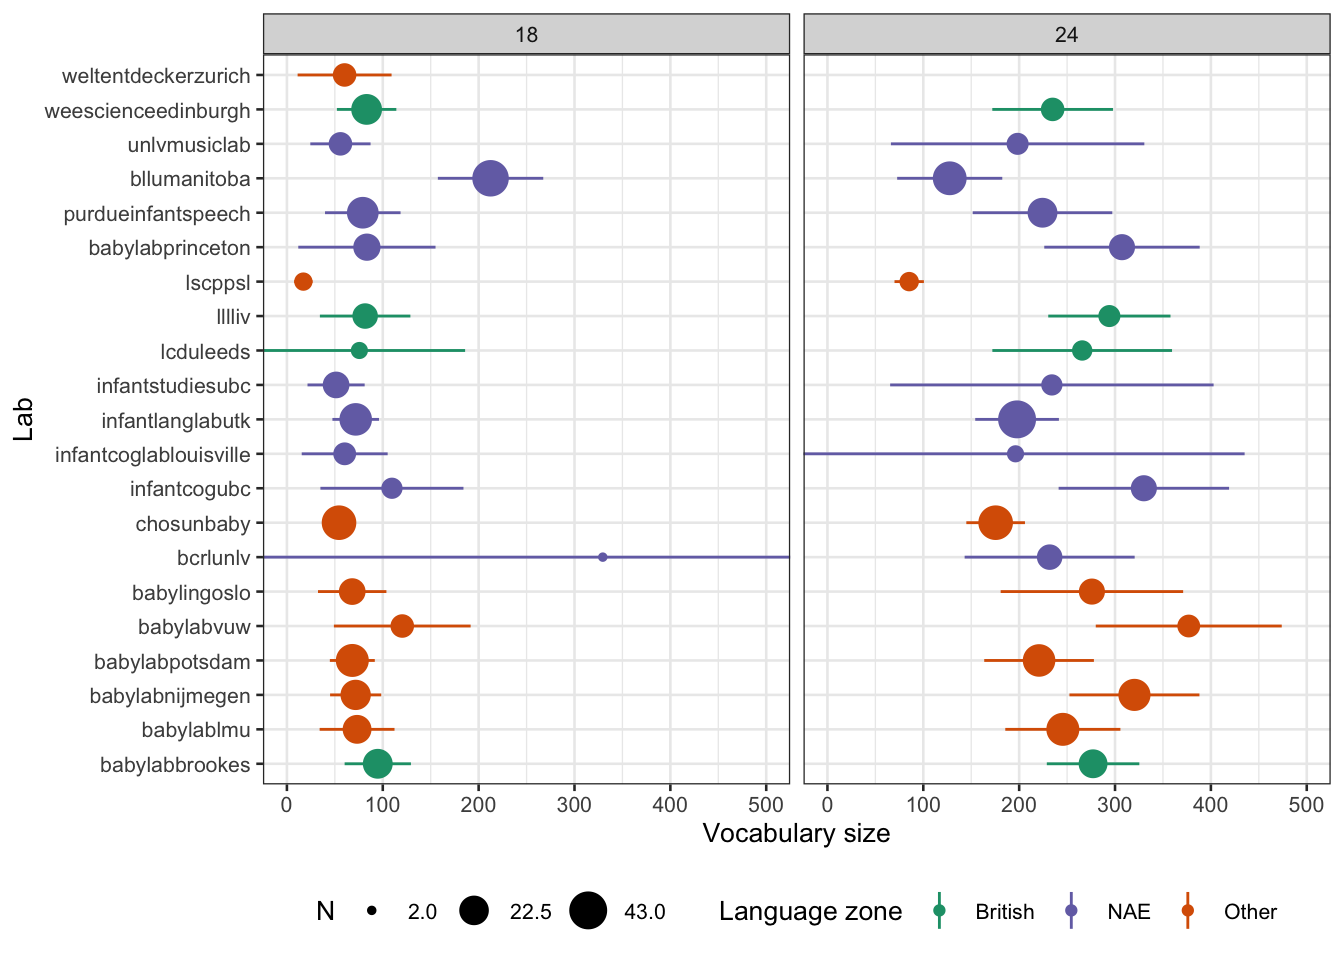 18 24
weltentdeckerzurich
weescienceedinburgh
unlvmusiclab
bllumanitoba
purdueinfantspeech
babylabprinceton
lscppsl
lllliv
lcduleeds
infantstudiesubc
infantlanglabutk
infantcoglablouisville
infantcogubc
chosunbaby
bcrlunlv
babylingoslo
babylabvuw
babylabpotsdam
babylabnijmegen
babylablmu
babylabbrookes
Lab
0 100 200 300 400 500 0 100 200 300 400 500
Vocabulary size
N 2.0 22.5 43.0 Language zone British NAE Other